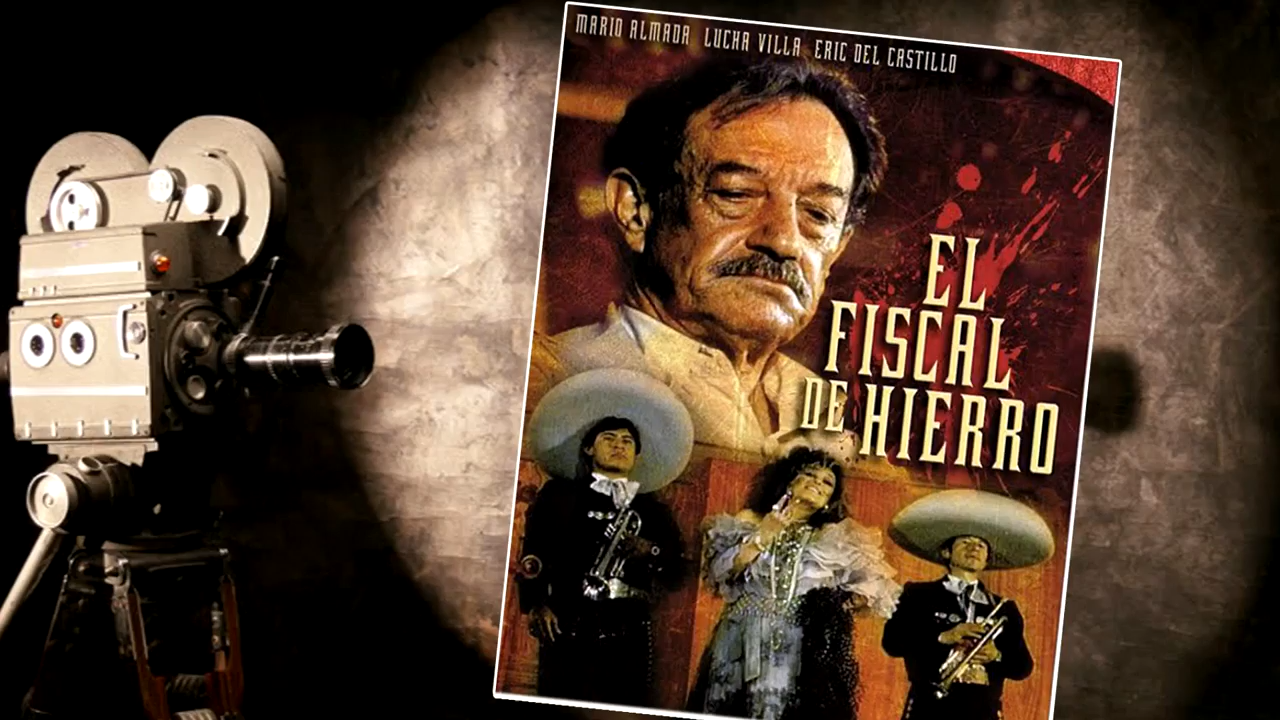 MARIO ALMADA LUCHA VILLA ERIC DEL CASTILLO
EL
FISCAL
DE HIERRO